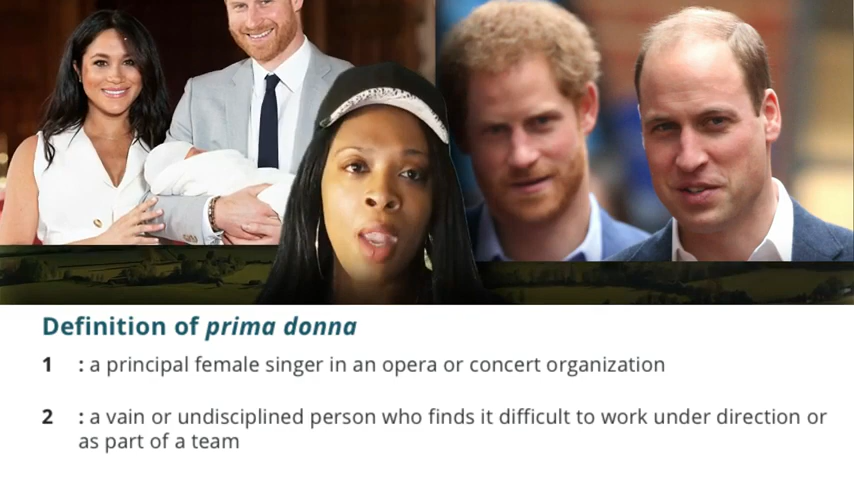 Definition of prima donna
1 : a principal female singer in an opera or concert organization
2 : a vain or undisciplined person who finds it difficult to work under direction or
as part of a team